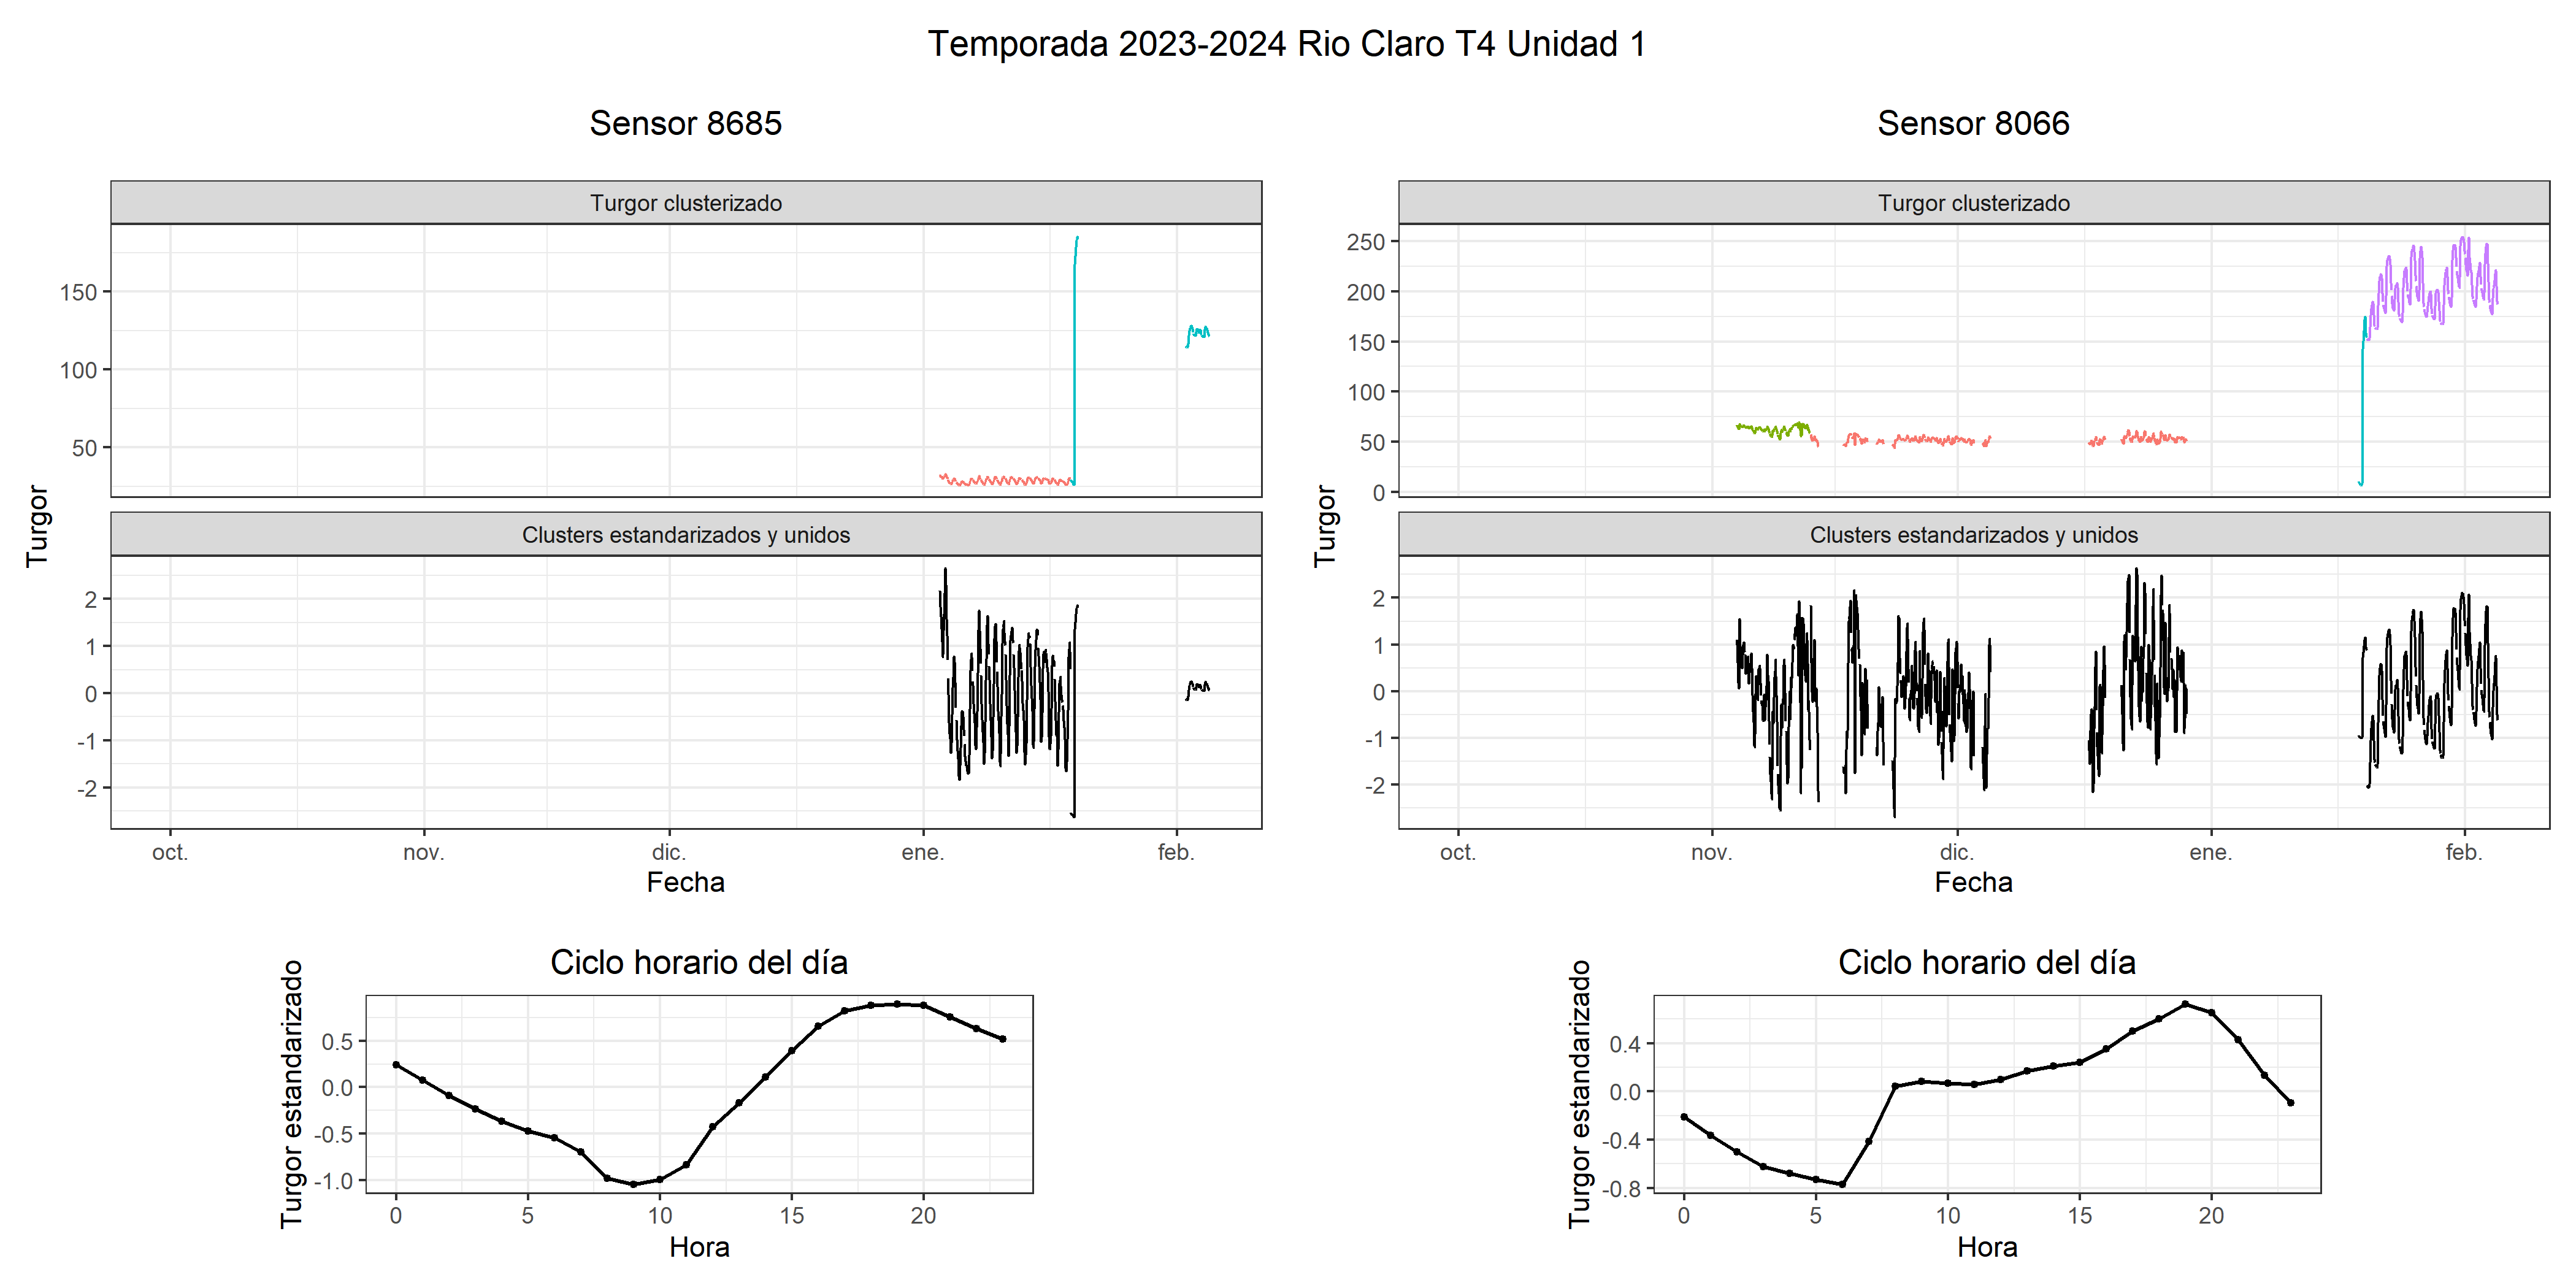 Temporada 2023-2024 Rio Claro T4 Unidad 1
Sensor 8685
Turgor clusterizado
150
100
50
Turgor
Clusters estandarizados y unidos
2
1
0
-1
-2
oct. nov. dic. ene. feb.
Fecha
Ciclo horario del día
Turgor estandarizado
0.5
0.0
-0.5
-1.0
0 5 10 15 20
Hora
Sensor 8066
Turgor clusterizado
250
200
150
100
50
0
Turgor
Clusters estandarizados y unidos
2
1
0
-1
-2
oct. nov. dic. ene. feb.
Fecha
Ciclo horario del día
Turgor estandarizado
0.4
0.0
-0.4
-0.8
0 5 10 15 20
Hora